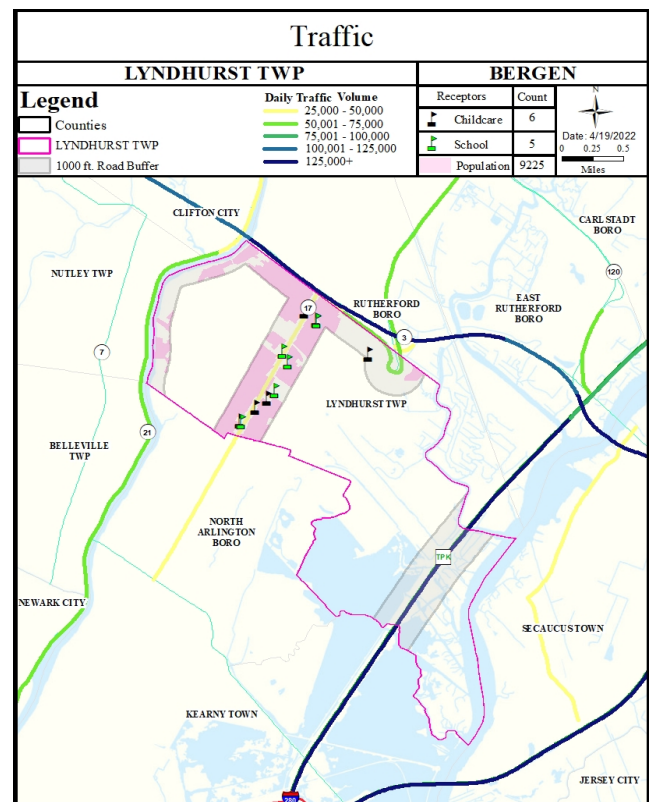 Traffic
LYNDHURST TWP
BERGEN
Legend
Counties
LYNDHURST TWP
1000 ft. Road Buffer
Daily Traffic Volume
25,000 - 50,000
50,001 - 75,000
75,001 - 100,000
100,001 - 125,000
125,000+
Receptors Count
Childcare 6
School 5
Population 9225
N
Date: 4/19/2022
0 0.25 0.5
Miles
CLIFTON CITY
CARLSTADT
BORO
NUTLEY TWP
120
17
RUTHERFORD
BORO
EAST
RUTHERFORD
BORO
3
7
LYNDHURST TWP
21
BELLEVILLE
TWP
NORTH
ARLINGTON
BORO
TPK
NEWARK CITY
SECAUCUS TOWN
KEARNY TOWN
JERSEY CITY
280